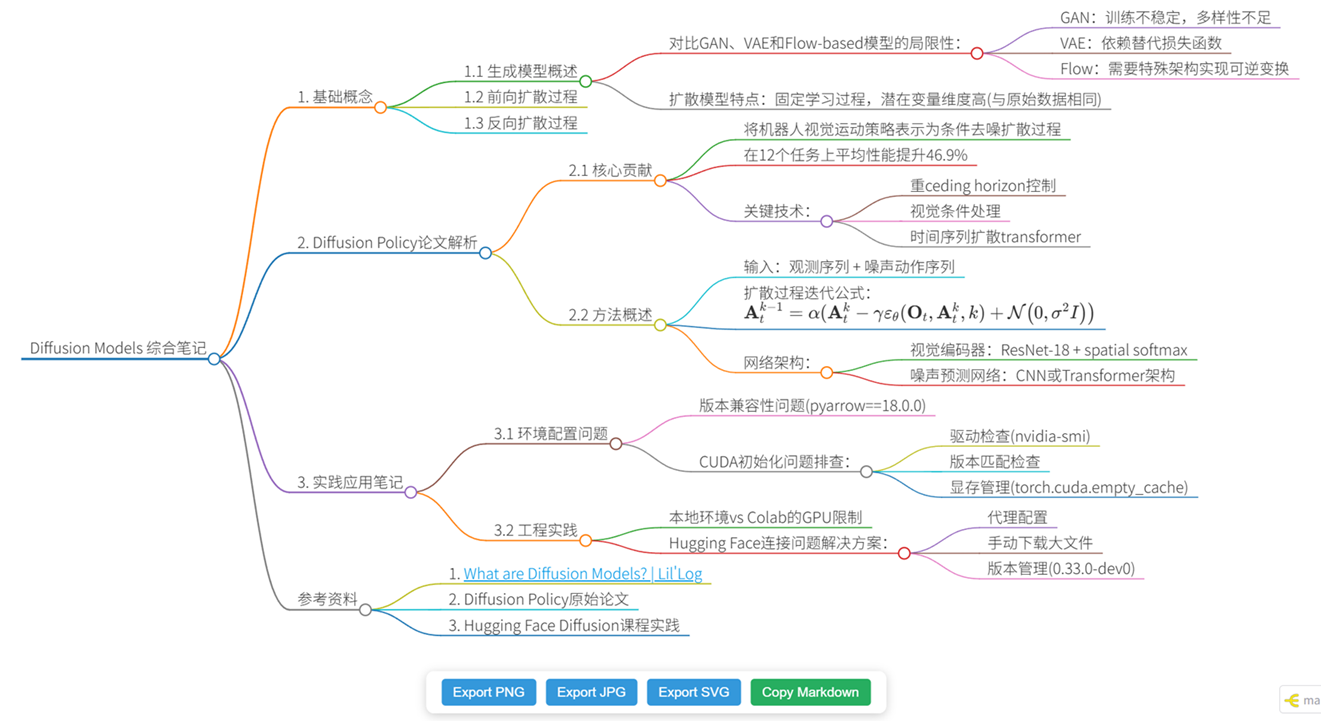 Diffusion Models 综合笔记
1. 基础概念
1.1 生成模型概述
对比GAN、VAE和Flow-based模型的局限性：
GAN：训练不稳定，多样性不足
VAE：依赖替代损失函数
Flow：需要特殊架构实现可逆变换
扩散模型特点：固定学习过程，潜在变量维度高(与原始数据相同)
1.2 前向扩散过程
1.3 反向扩散过程
2. Diffusion Policy论文解析
2.1 核心贡献
将机器人视觉运动策略表示为条件去噪扩散过程
在12个任务上平均性能提升46.9%
关键技术：
重ceding horizon控制
视觉条件处理
时间序列扩散transformer
2.2 方法概述
输入：观测序列 + 噪声动作序列
扩散过程迭代公式：
$\mathbf{A}_t^{k-1} = \alpha(\mathbf{A}_t^k - \gamma\varepsilon_\theta(\mathbf{O}_t, \mathbf{A}_t^k, k) + \mathcal{N}(0, \sigma^2 I))$
网络架构：
视觉编码器：ResNet-18 + spatial softmax
噪声预测网络：CNN或Transformer架构
3. 实践应用笔记
3.1 环境配置问题
版本兼容性问题(pyarrow==18.0.0)
CUDA初始化问题排查：
驱动检查(nvidia-smi)
版本匹配检查
显存管理(torch.cuda.empty_cache)
3.2 工程实践
本地环境vs Colab的GPU限制
Hugging Face连接问题解决方案：
代理配置
手动下载大文件
版本管理(0.33.0-dev0)
参考资料
1. What are Diffusion Models? | Lil'Log
2. Diffusion Policy原始论文
3. Hugging Face Diffusion课程实践
Export PNG
Export JPG
Export SVG
Copy Markdown
ma